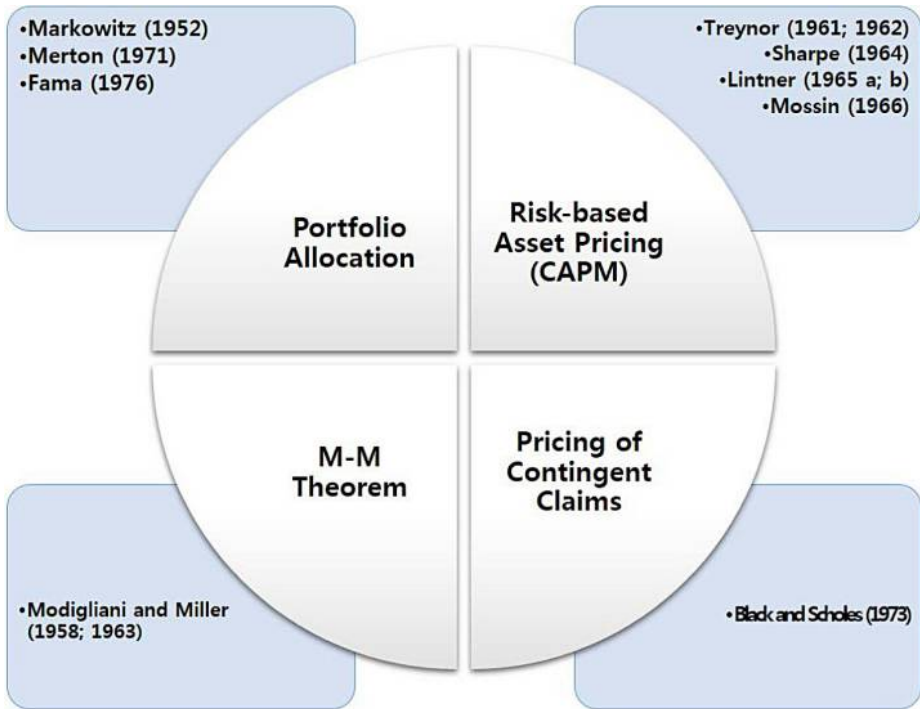 •Markowitz (1952)
•Merton (1971)
•Fama (1976)
•Treynor (1961; 1962)
•Sharpe (1964)
•Lintner (1965 a; b)
•Mossin (1966)
Portfolio
Allocation
Risk-based
Asset Pricing
(CAPM)
M-M
Theorem
Pricing of
Contingent
Claims
•Modigliani and Miller
(1958; 1963)
•Black and Scholes (1973)